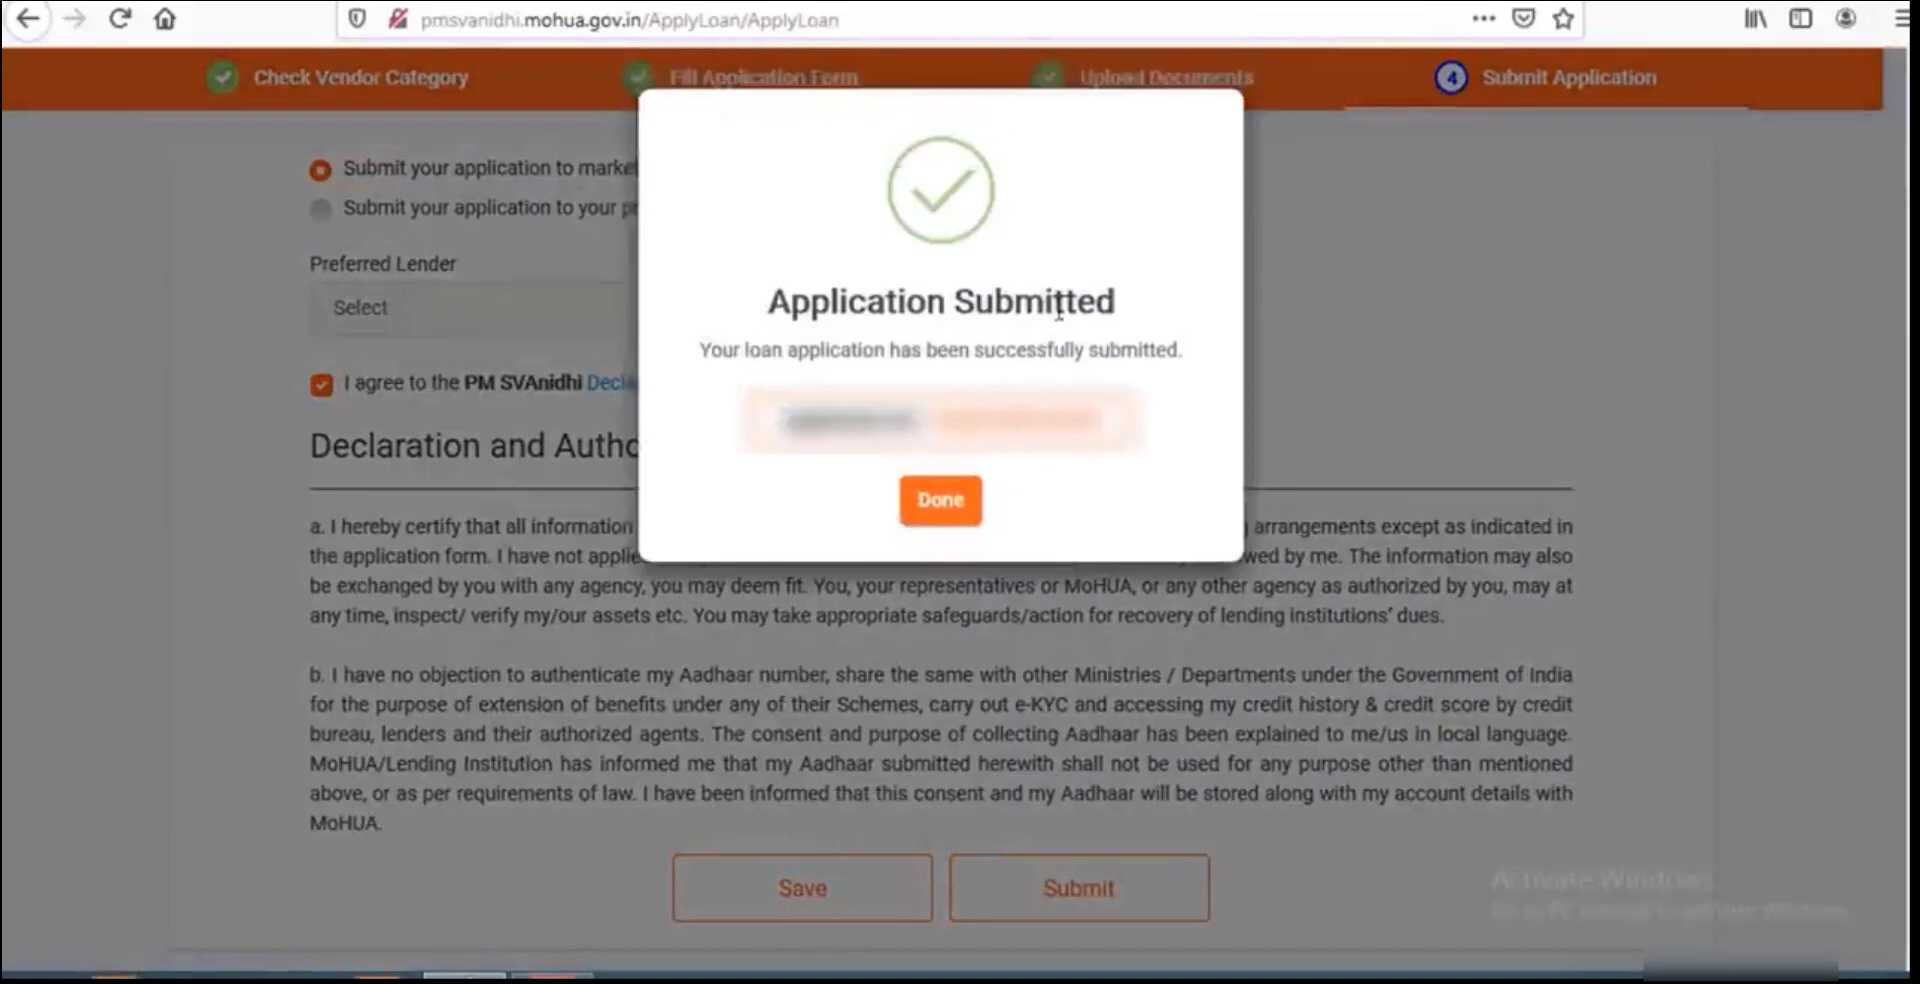 pmsvanidhi.mohua.gov.in/ApplyLoan/ApplyLoan
Check Vendor Category
Fill Application Form
Upload Documents
4 Submit Application
Submit your application to market
Submit your application to your
Preferred Lender
Select
I agree to the PM SVAnidhi Decla
Application Submitted
Your loan application has been successfully submitted.
Done
Declaration and Autho
a. I hereby certify that all information arrangements except as indicated in
the application form. I have not applie wed by me. The information may also
be exchanged by you with any agency, you may deem fit. You, your representatives or MoHUA, or any other agency as authorized by you, may at
any time, inspect/ verify my/our assets etc. You may take appropriate safeguards/action for recovery of lending institutions' dues.
b. I have no objection to authenticate my Aadhaar number, share the same with other Ministries / Departments under the Government of India
for the purpose of extension of benefits under any of their Schemes, carry out e-KYC and accessing my credit history & credit score by credit
bureau, lenders and their authorized agents. The consent and purpose of collecting Aadhaar has been explained to me/us in local language.
MoHUA/Lending Institution has informed me that my Aadhaar submitted herewith shall not be used for any purpose other than mentioned
above, or as per requirements of law. I have been informed that this consent and my Aadhaar will be stored along with my account details with
MoHUA.
Save
Submit
Activate Windows